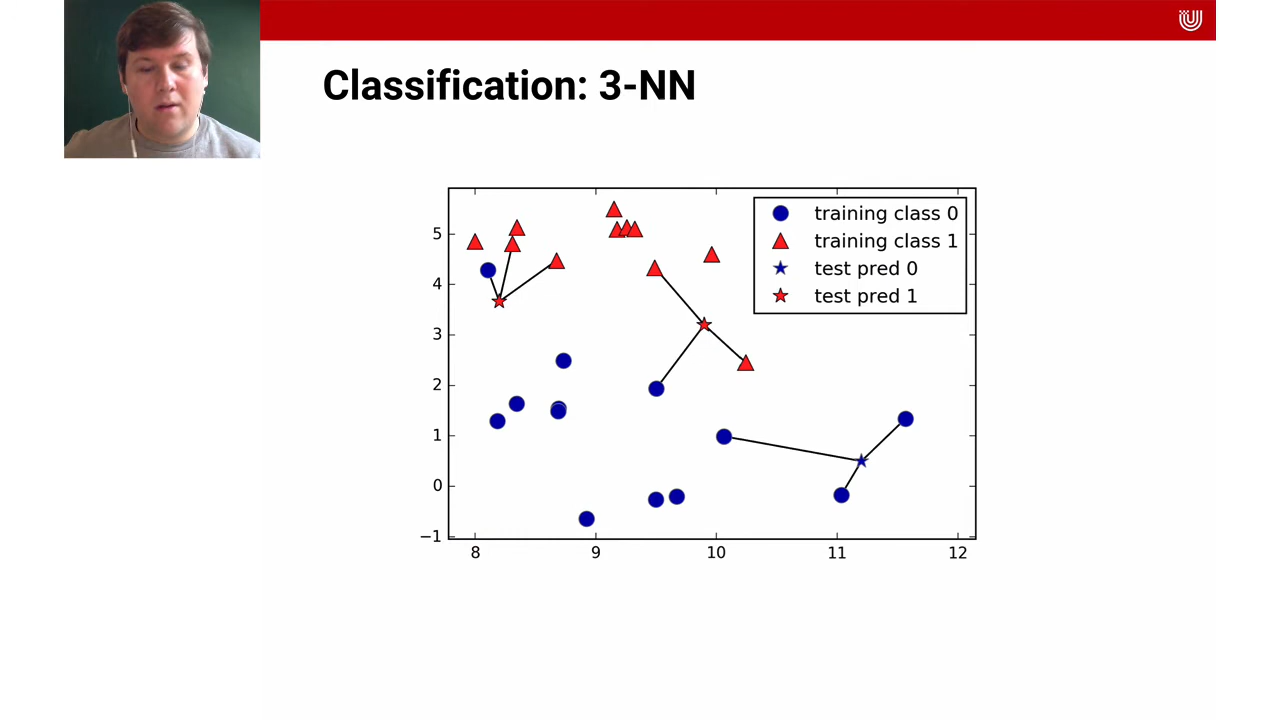 Classification: 3-NN
training class 0
training class 1
test pred 0
test pred 1
5
4
3
2
1
0
−1
8 9 10 11 12